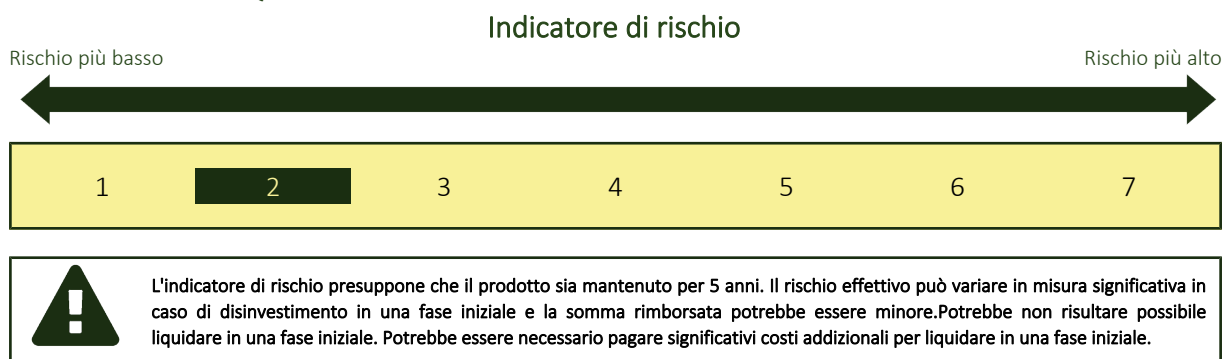 Indicatore di rischio
Rischio più basso
Rischio più alto
1 2 3 4 5 6 7
L'indicatore di rischio presuppone che il prodotto sia mantenuto per 5 anni. Il rischio effettivo può variare in misura significativa in
caso di disinvestimento in una fase iniziale e la somma rimborsata potrebbe essere minore.Potrebbe non risultare possibile
liquidare in una fase iniziale. Potrebbe essere necessario pagare significativi costi addizionali per liquidare in una fase iniziale.